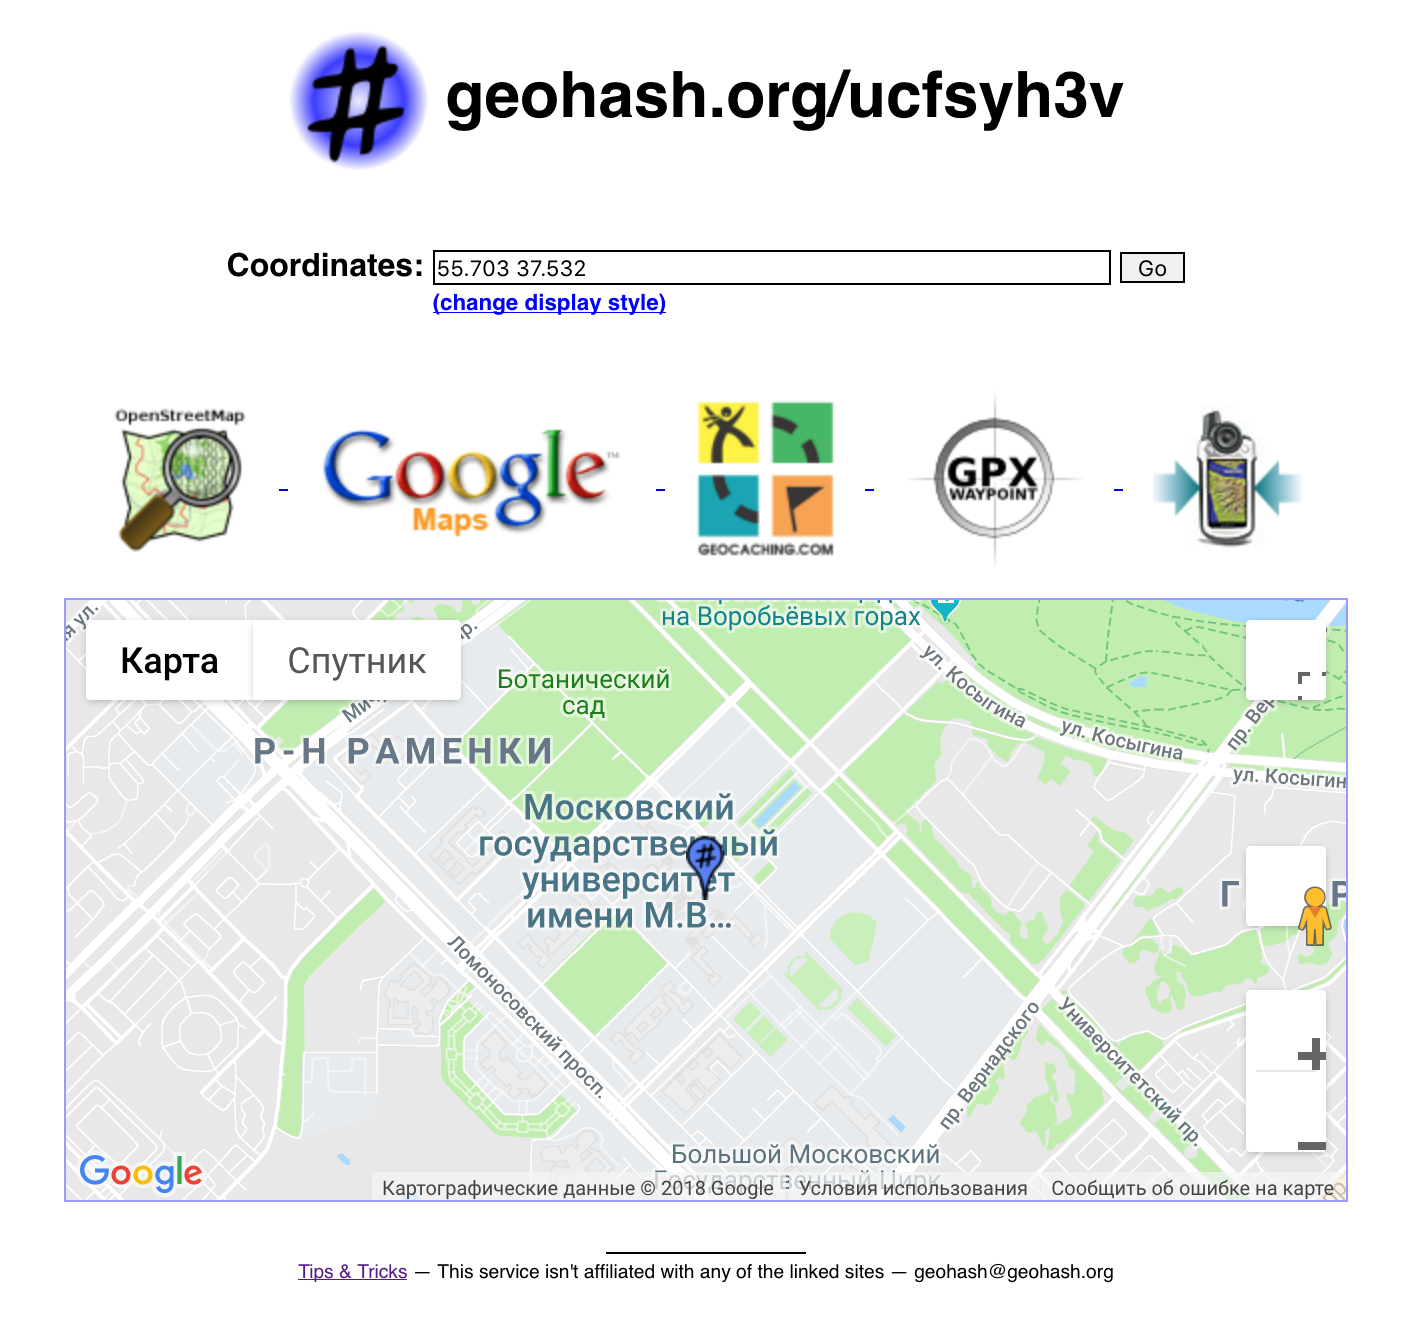 geohash.org/ucfsyh3v
Coordinates: 55.703 37.532 Go
(change display style)
OpenStreetMap
Google™
Maps
GEOCACHING.COM
GPX
WAYPOINT
я ул.
на Воробьёвых горах
Карта Спутник
Ботанический
сад
Р-Н РАМЕНКИ
ул. Косыгина
ул. Косыгина
ул. Косыгин
пр. Вер
Московский
государственный
университет
имени М.В...
Ломоносовский просп.
пр. Вернадского
Университетский пр.
Большой Московский
Государственный Цирк
Google
Картографические данные © 2018 Google
Условия использования
Сообщить об ошибке на карте
Tips & Tricks — This service isn't affiliated with any of the linked sites — geohash@geohash.org